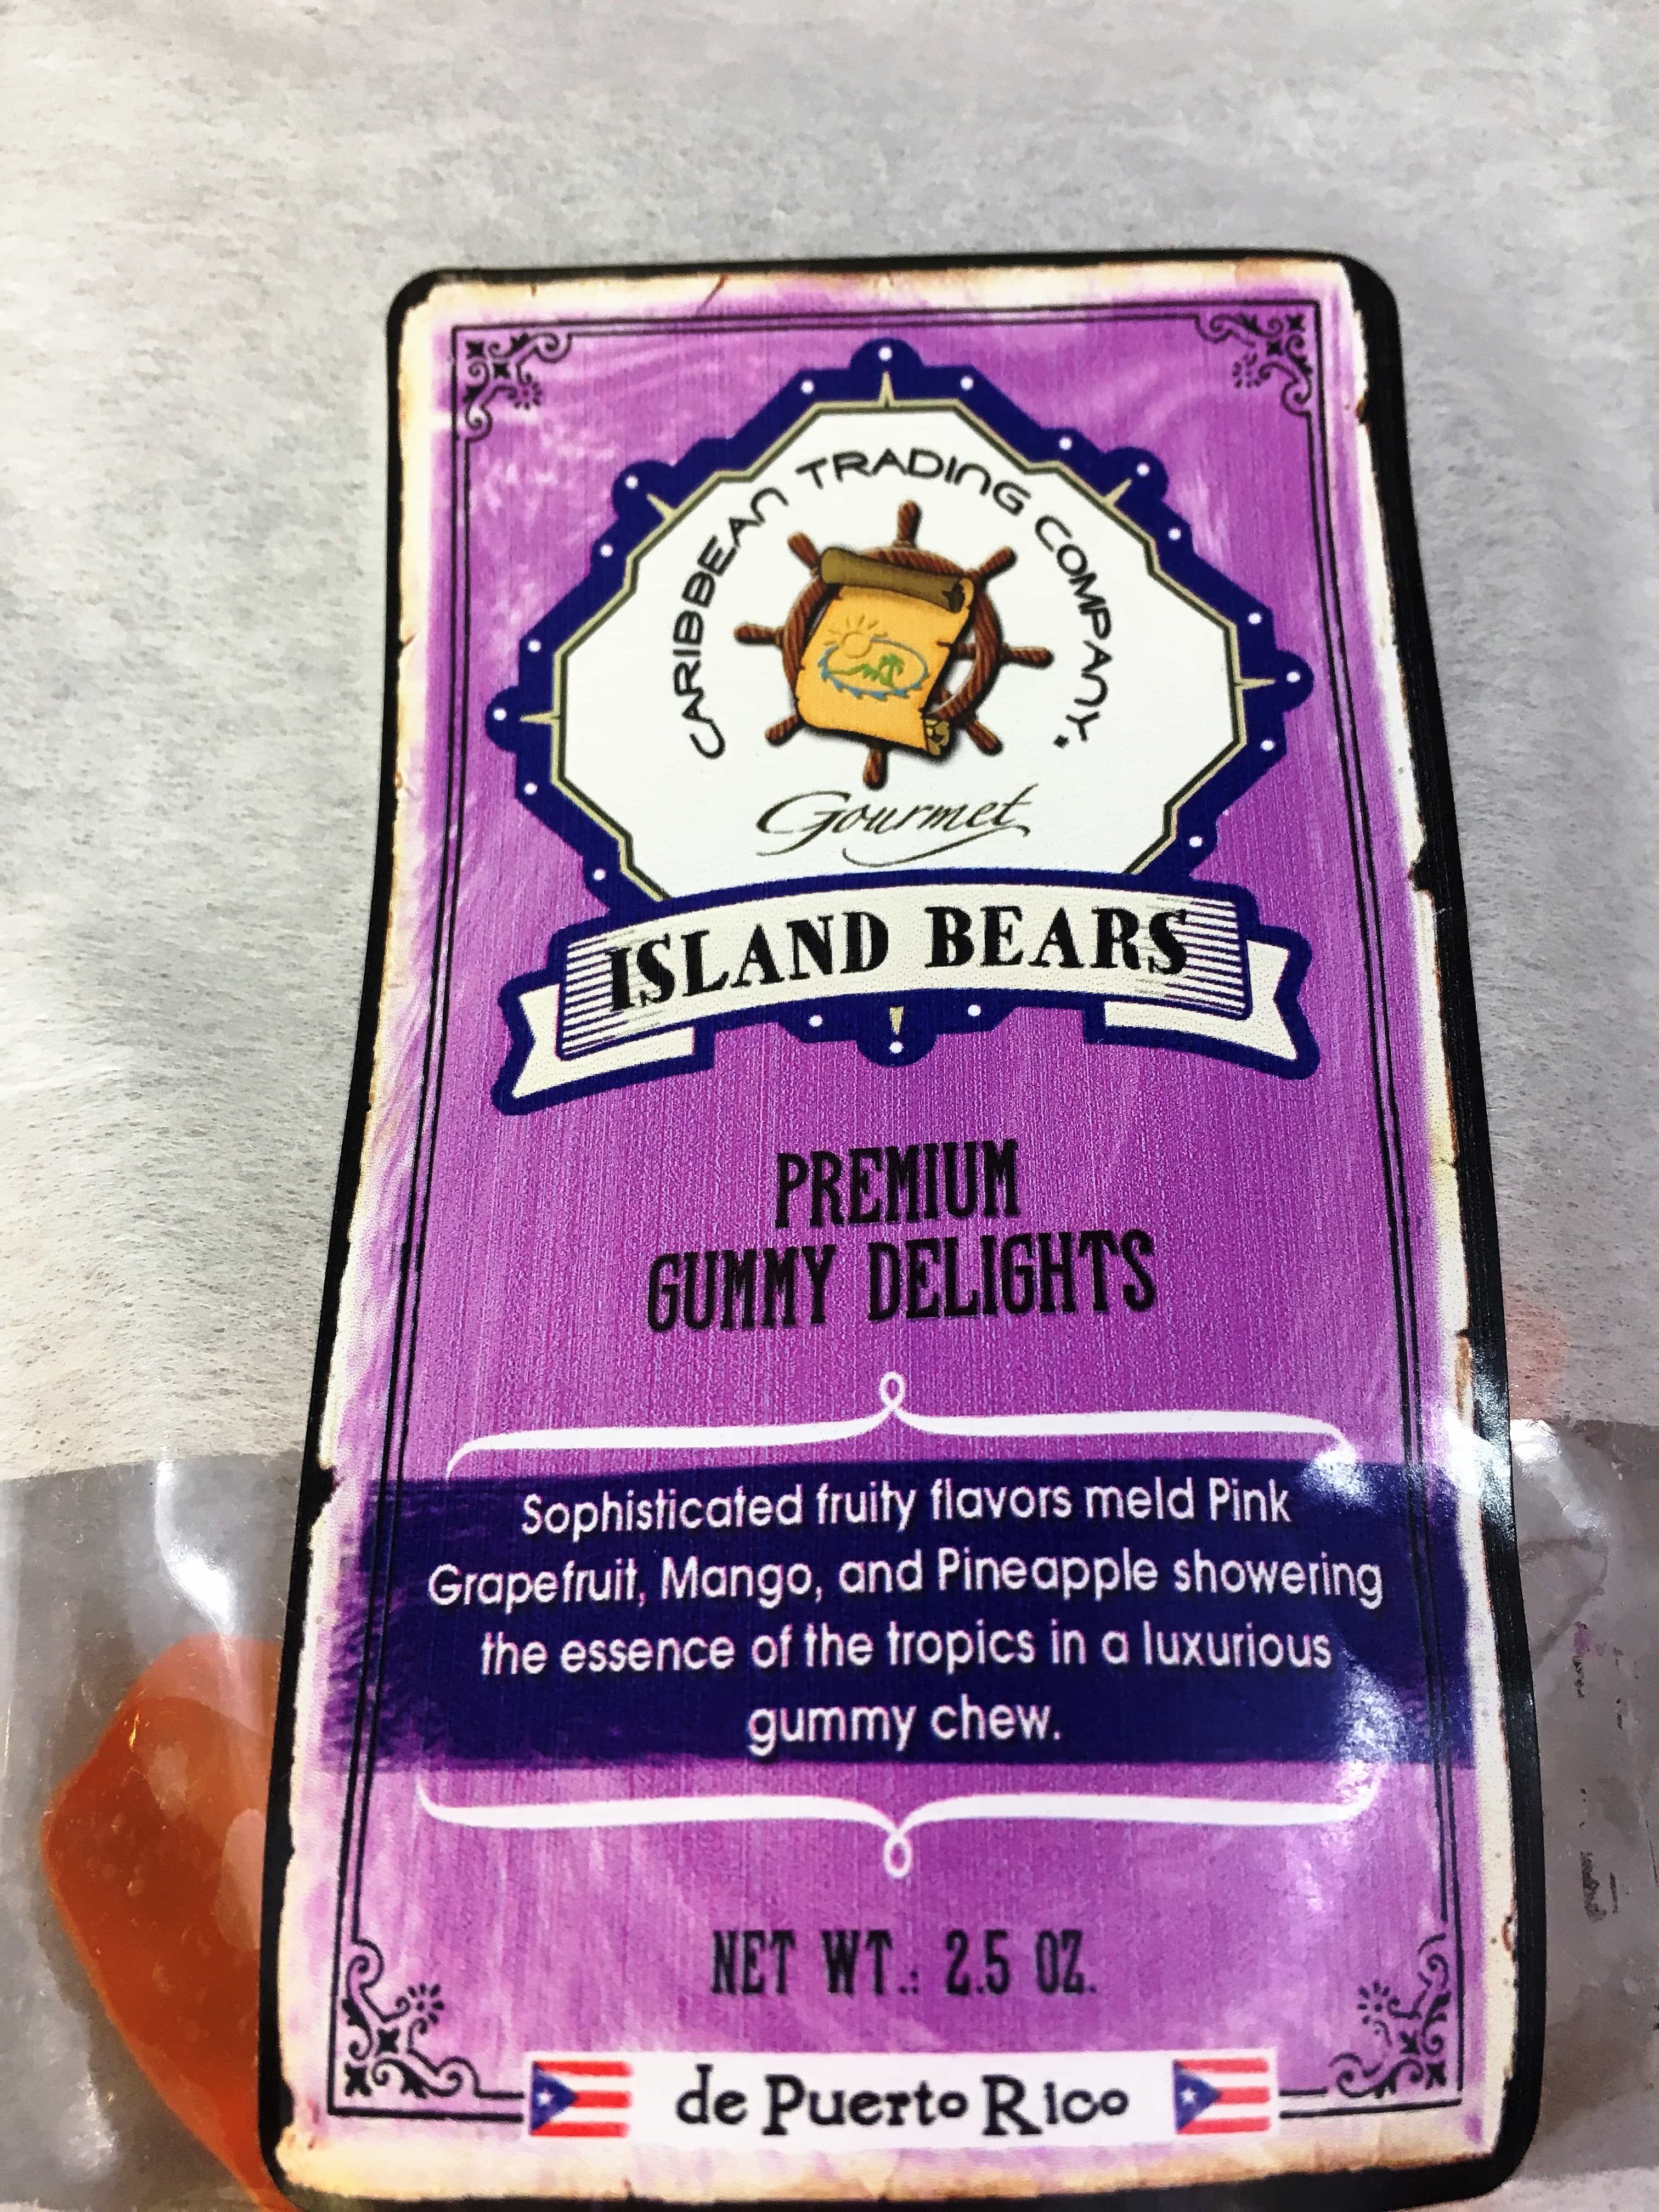 CARIBBEAN TRADING COMPANY.
Gourmet
ISLAND BEARS
PREMIUM
GUMMY DELIGHTS
Sophisticated fruity flavors meld Pink
Grapefruit, Mango, and Pineapple showering
the essence of the tropics in a luxurious
gummy chew.
NET WT.: 2.5 OZ.
de Puerto Rico